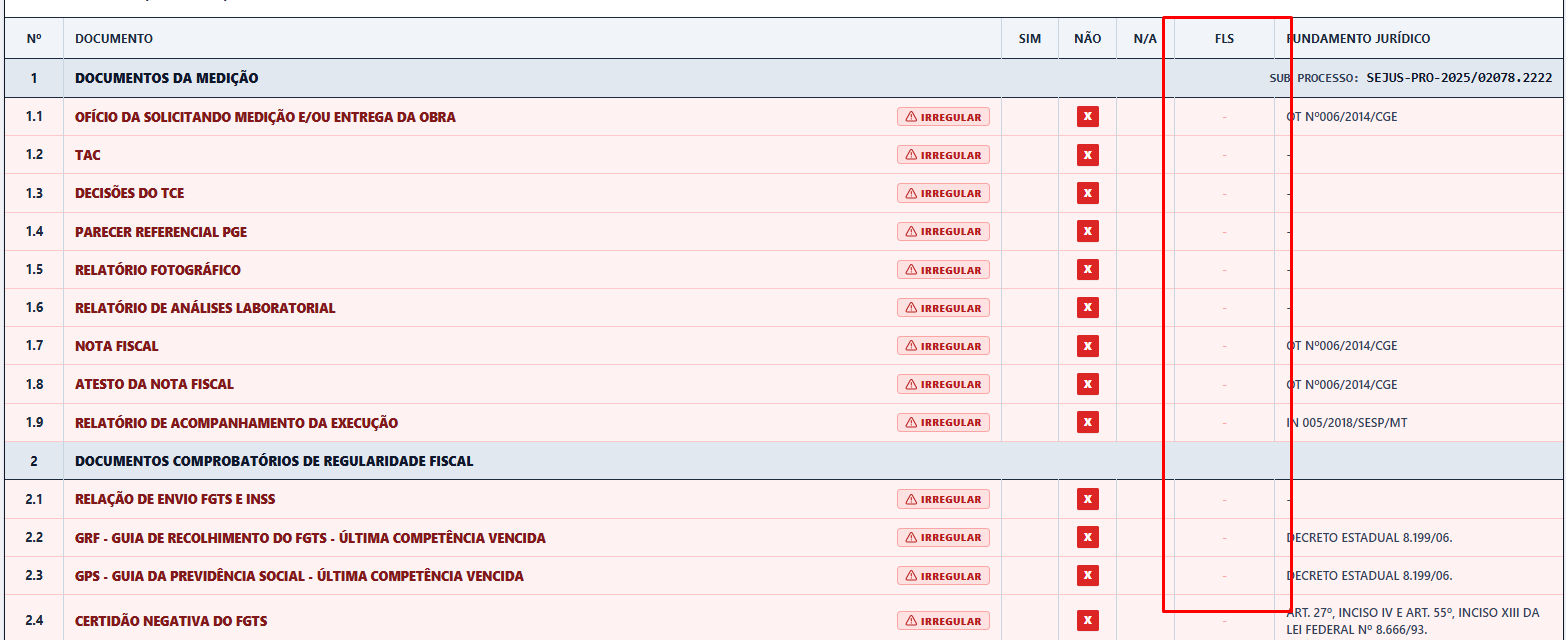 Nº DOCUMENTO SIM NÃO N/A FLS FUNDAMENTO JURÍDICO
1 DOCUMENTOS DA MEDIÇÃO SUB PROCESSO: SEJUS-PRO-2025/02078.2222
1.1 OFÍCIO DA SOLICITANDO MEDIÇÃO E/OU ENTREGA DA OBRA IRREGULAR X - OT Nº006/2014/CGE
1.2 TAC IRREGULAR X - -
1.3 DECISÕES DO TCE IRREGULAR X - -
1.4 PARECER REFERENCIAL PGE IRREGULAR X - -
1.5 RELATÓRIO FOTOGRÁFICO IRREGULAR X - -
1.6 RELATÓRIO DE ANÁLISES LABORATORIAL IRREGULAR X - -
1.7 NOTA FISCAL IRREGULAR X - OT Nº006/2014/CGE
1.8 ATESTO DA NOTA FISCAL IRREGULAR X - OT Nº006/2014/CGE
1.9 RELATÓRIO DE ACOMPANHAMENTO DA EXECUÇÃO IRREGULAR X - IN 005/2018/SESP/MT
2 DOCUMENTOS COMPROBATÓRIOS DE REGULARIDADE FISCAL
2.1 RELAÇÃO DE ENVIO FGTS E INSS IRREGULAR X - -
2.2 GRF - GUIA DE RECOLHIMENTO DO FGTS - ÚLTIMA COMPETÊNCIA VENCIDA IRREGULAR X - DECRETO ESTADUAL 8.199/06.
2.3 GPS - GUIA DA PREVIDÊNCIA SOCIAL - ÚLTIMA COMPETÊNCIA VENCIDA IRREGULAR X - DECRETO ESTADUAL 8.199/06.
2.4 CERTIDÃO NEGATIVA DO FGTS IRREGULAR X - ART. 27º, INCISO IV E ART. 55º, INCISO XIII DA
LEI FEDERAL Nº 8.666/93.